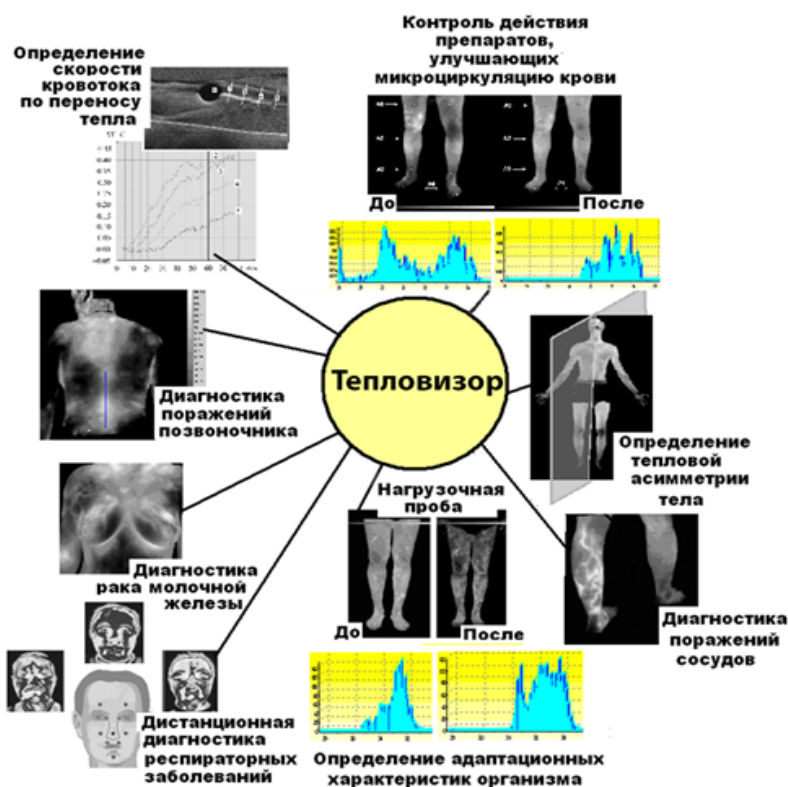 Контроль действия
препаратов,
улучшающих
микроциркуляцию крови
До
После
Определение
скорости
кровотока
по переносу
тепла
Тепловизор
Диагностика
поражений
позвоночника
Определение
тепловой
асимметрии
тела
Диагностика
рака молочной
железы
Нагрузочная
проба
До
После
Диагностика
поражений
сосудов
Дистанционная
диагностика
респираторных
заболеваний
Определение адаптационных
характеристик организма